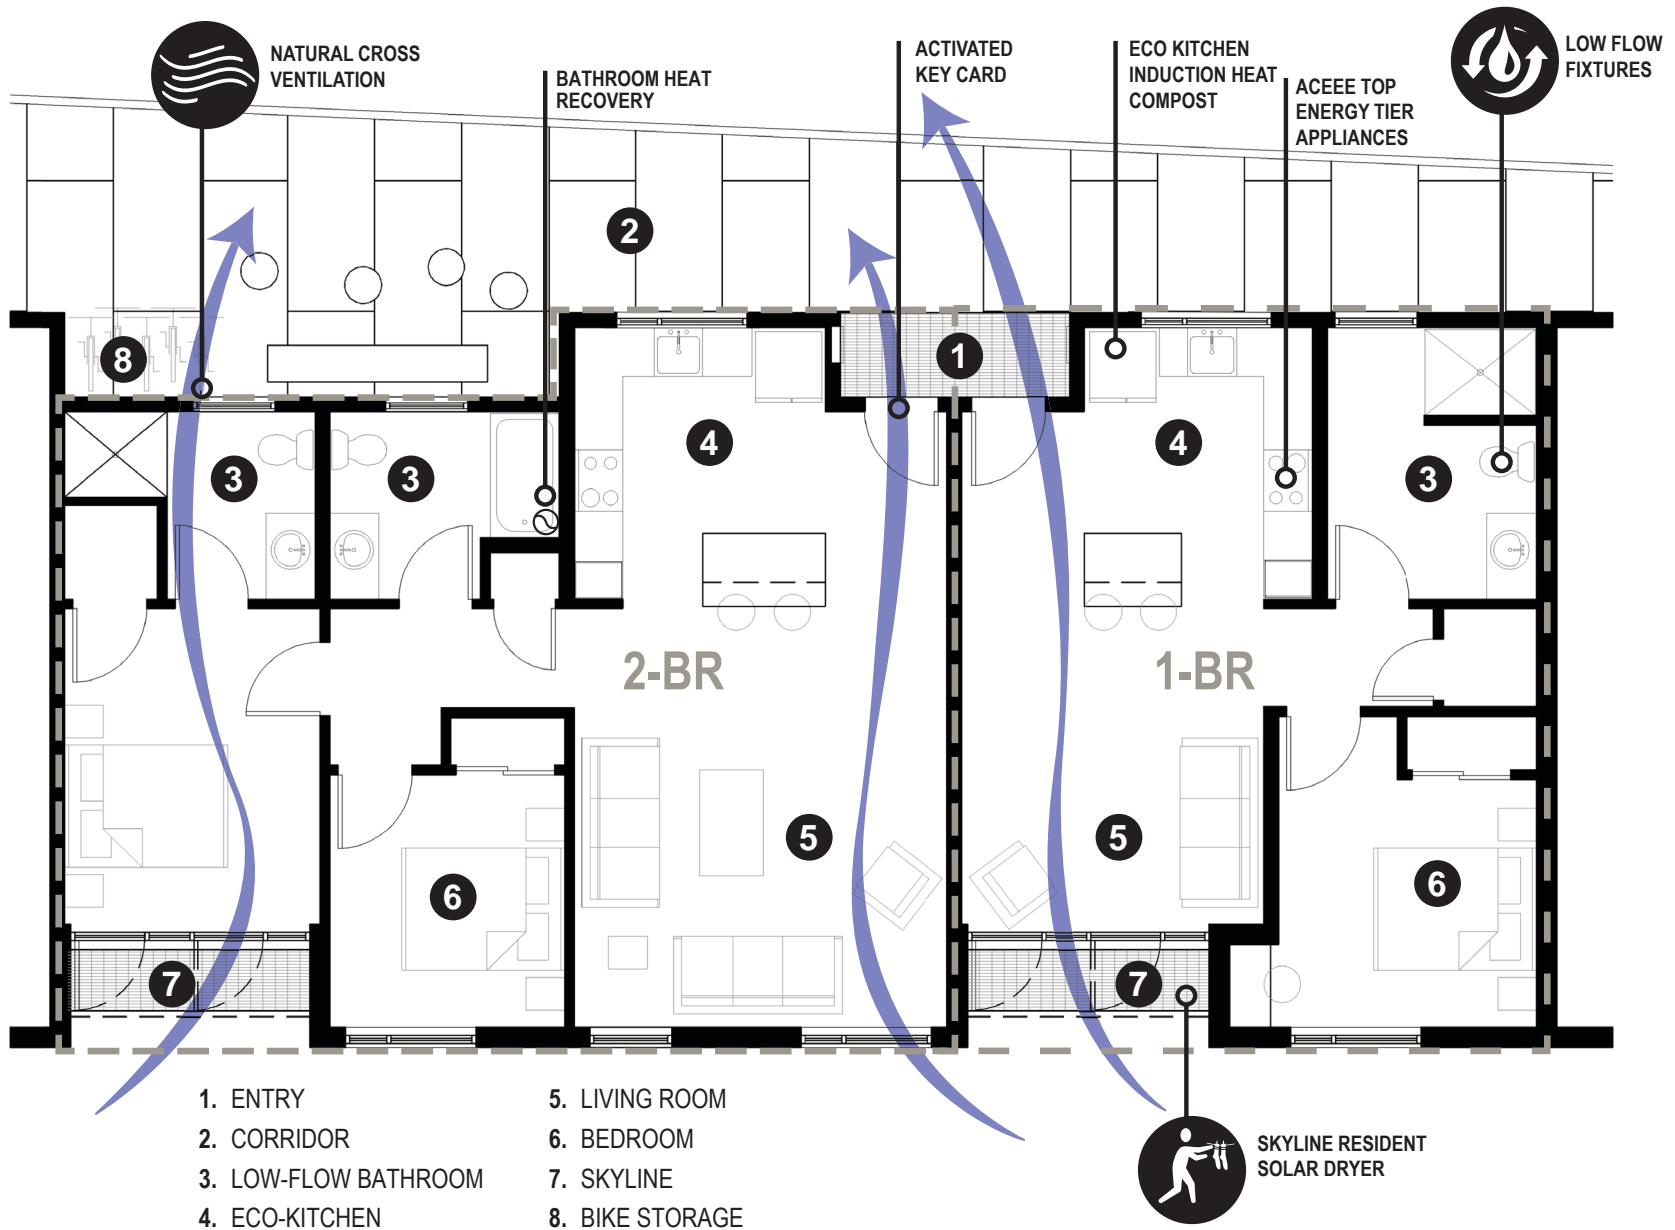 NATURAL CROSS
VENTILATION
BATHROOM HEAT
RECOVERY
ACTIVATED
KEY CARD
ECO KITCHEN
INDUCTION HEAT
COMPOST
ACEEE TOP
ENERGY TIER
APPLIANCES
LOW FLOW
FIXTURES
2
8
1
4
4
3
3
3
2-BR
1-BR
5
5
6
6
7
7
1. ENTRY
2. CORRIDOR
3. LOW-FLOW BATHROOM
4. ECO-KITCHEN
5. LIVING ROOM
6. BEDROOM
7. SKYLINE
8. BIKE STORAGE
SKYLINE RESIDENT
SOLAR DRYER